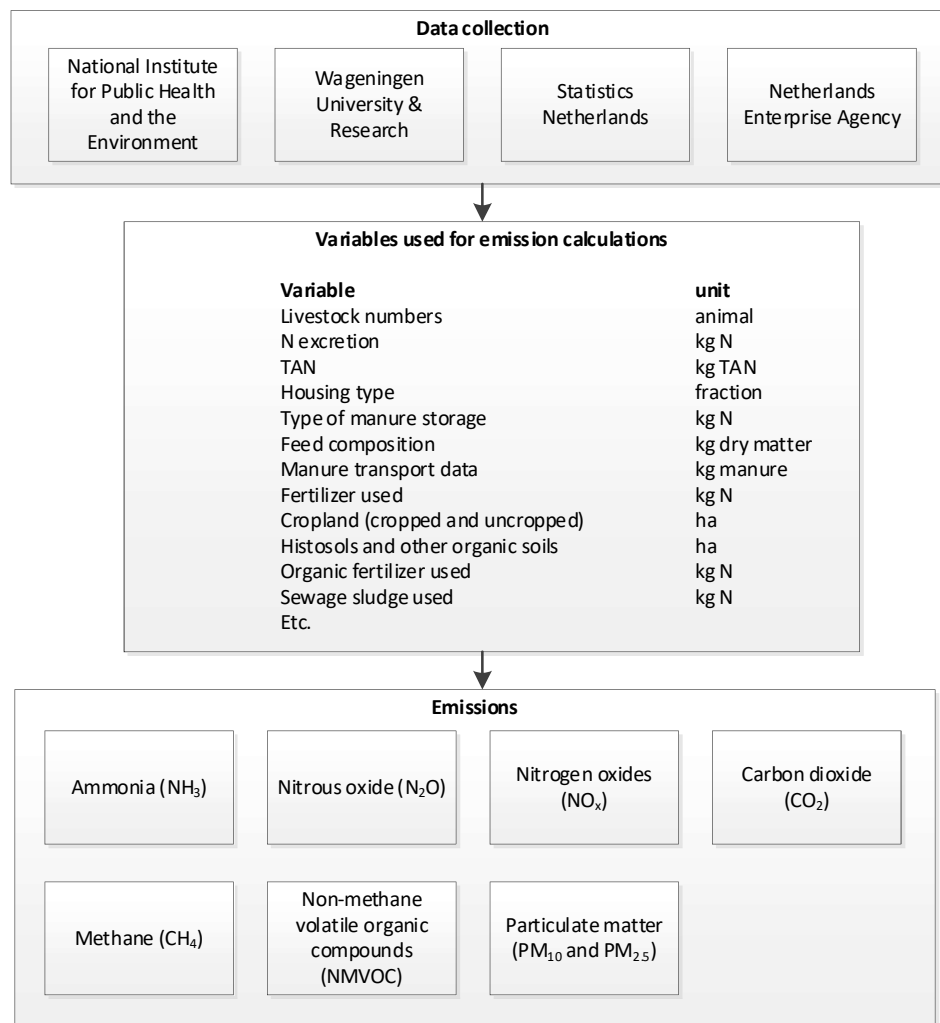 Data collection
National Institute
for Public Health
and the
Environment
Wageningen
University &
Research
Statistics
Netherlands
Netherlands
Enterprise Agency
Variables used for emission calculations
Variable unit
Livestock numbers animal
N excretion kg N
TAN kg TAN
Housing type fraction
Type of manure storage kg N
Feed composition kg dry matter
Manure transport data kg manure
Fertilizer used kg N
Cropland (cropped and uncropped) ha
Histosols and other organic soils ha
Organic fertilizer used kg N
Sewage sludge used kg N
Etc.
Emissions
Ammonia (NH₃)
Nitrous oxide (N₂O)
Nitrogen oxides
(NOₓ)
Carbon dioxide
(CO₂)
Methane (CH₄)
Non-methane
volatile organic
compounds
(NMVOC)
Particulate matter
(PM₁₀ and PM₂.₅)